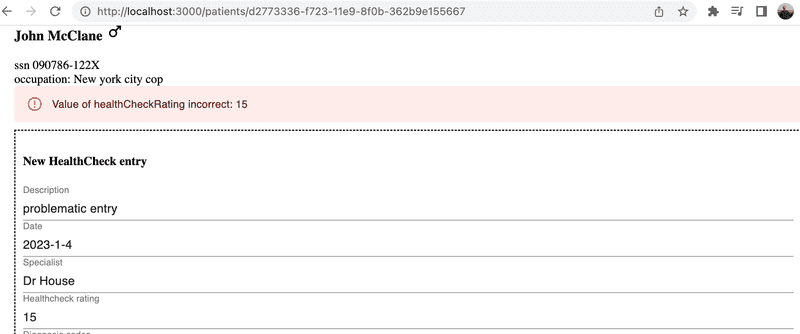 http://localhost:3000/patients/d2773336-f723-11e9-8f0b-362b9e155667
John McClane ♂
ssn 090786-122X
occupation: New york city cop
Value of healthCheckRating incorrect: 15
New HealthCheck entry
Description
problematic entry
Date
2023-1-4
Specialist
Dr House
Healthcheck rating
15
Diagnosis codes